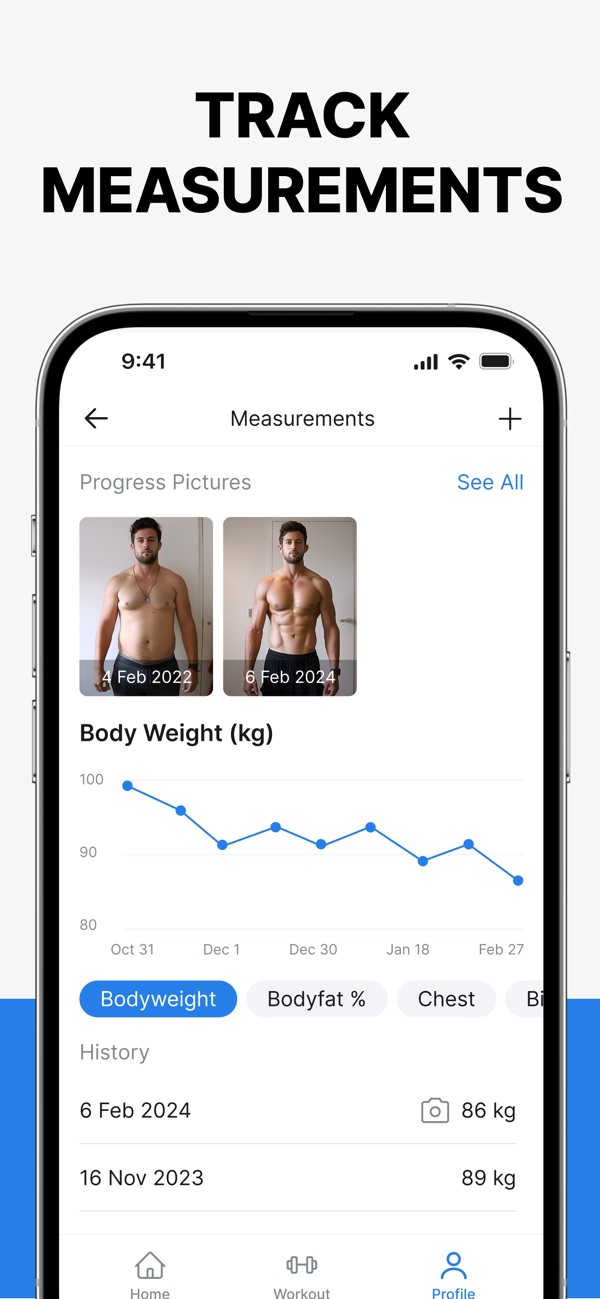 TRACK
MEASUREMENTS
9:41
Measurements
Progress Pictures
See All
4 Feb 2022
6 Feb 2024
Body Weight (kg)
100
90
80
Oct 31
Dec 1
Dec 30
Jan 18
Feb 27
Bodyweight
Bodyfat %
Chest
Bi
History
6 Feb 2024
86 kg
16 Nov 2023
89 kg
Home
Workout
Profile